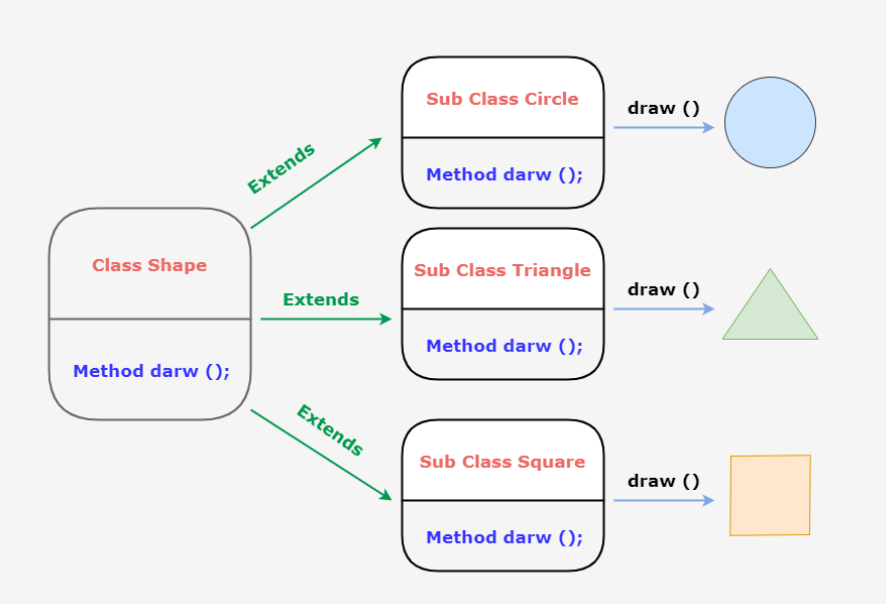 Class Shape
Method darw ();
Extends
Extends
Extends
Sub Class Circle
Method darw ();
draw ()
Sub Class Triangle
Method darw ();
draw ()
Sub Class Square
Method darw ();
draw ()